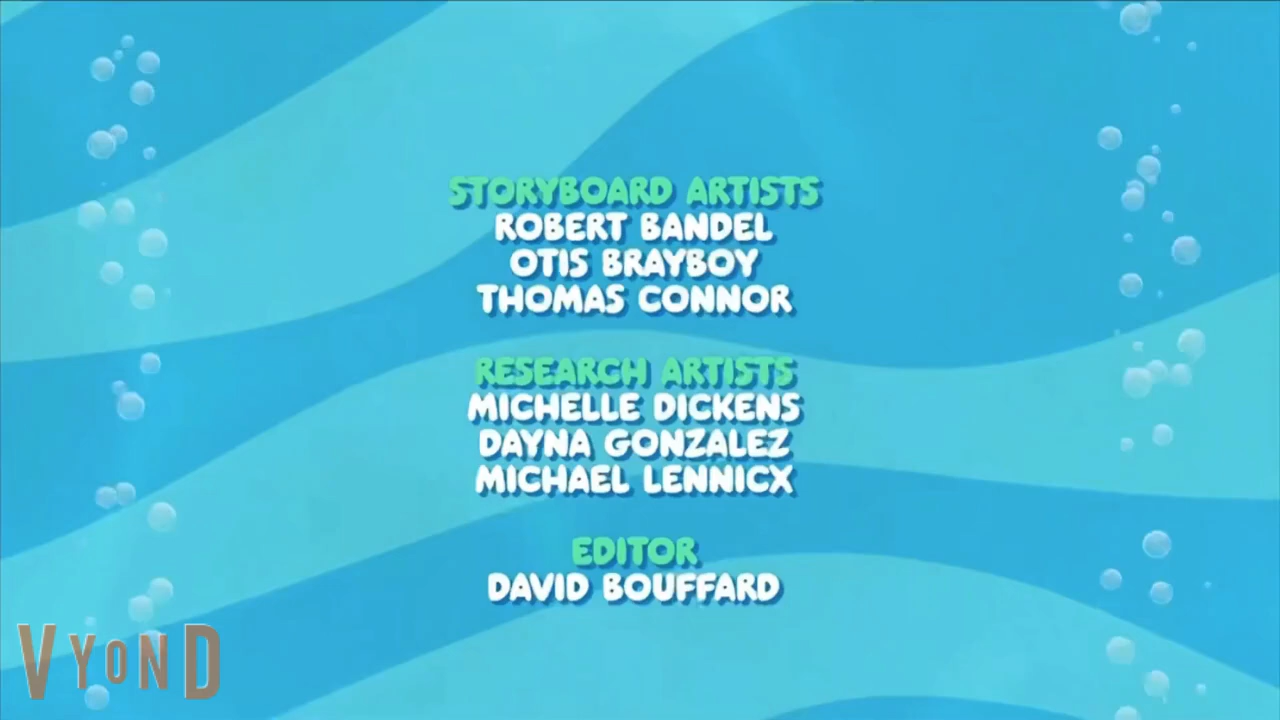 STORYBOARD ARTISTS
ROBERT BANDEL
OTIS BRAYBOY
THOMAS CONNOR
RESEARCH ARTISTS
MICHELLE DICKENS
DAYNA GONZALEZ
MICHAEL LENNICX
EDITOR
DAVID BOUFFARD
VYOND